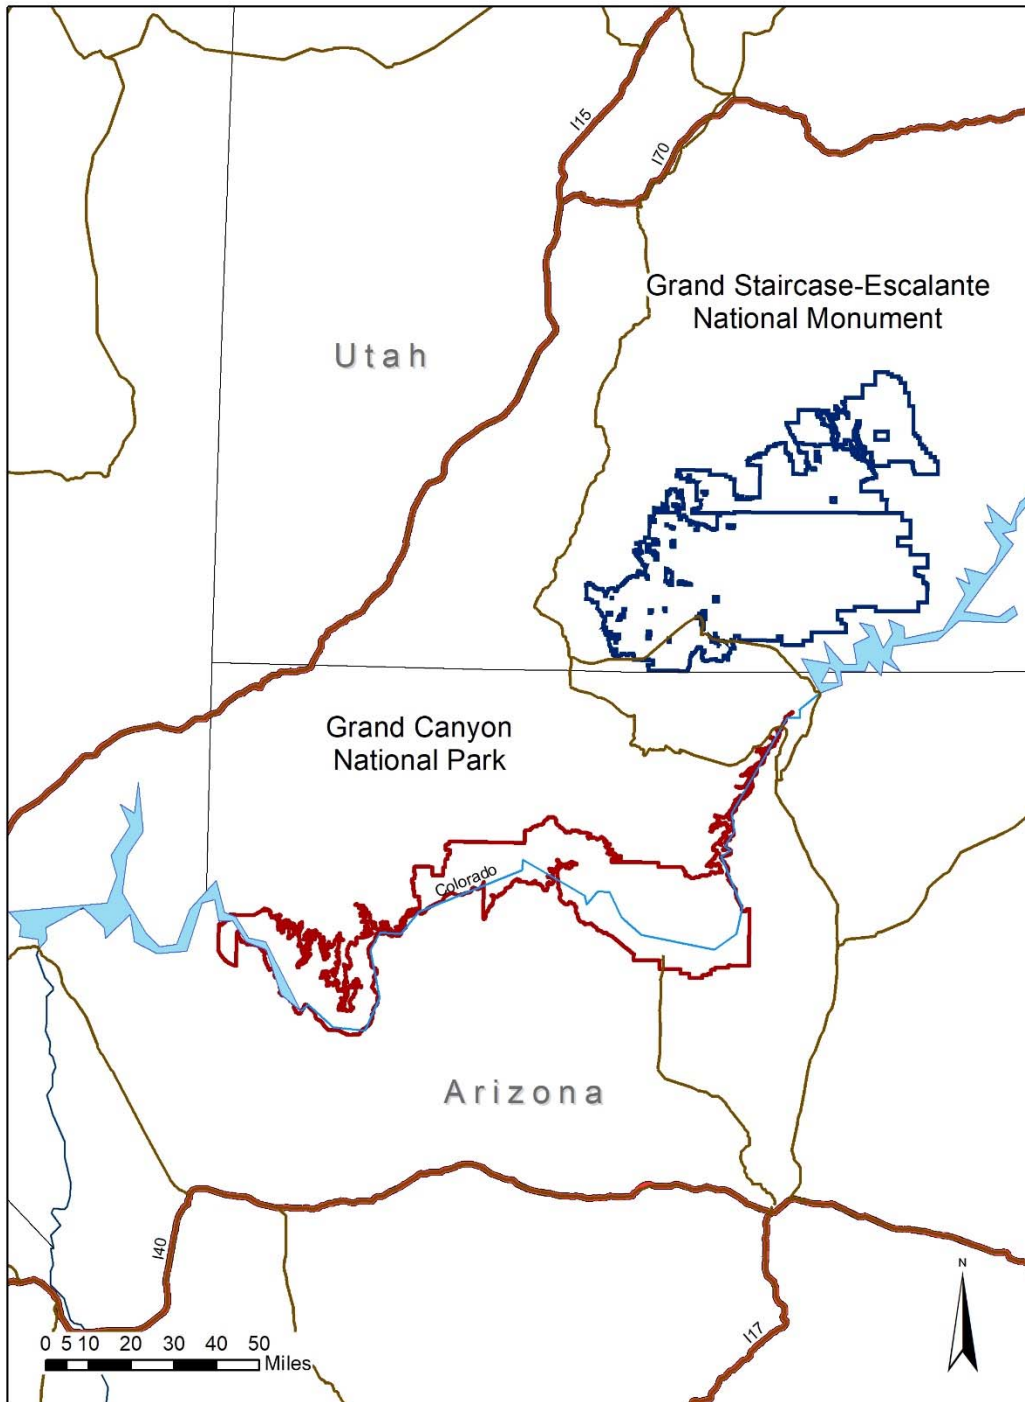 I15
I70
Grand Staircase-Escalante
National Monument
Utah
Grand Canyon
National Park
Colorado
Arizona
I40
I17
N
0 5 10 20 30 40 50
Miles